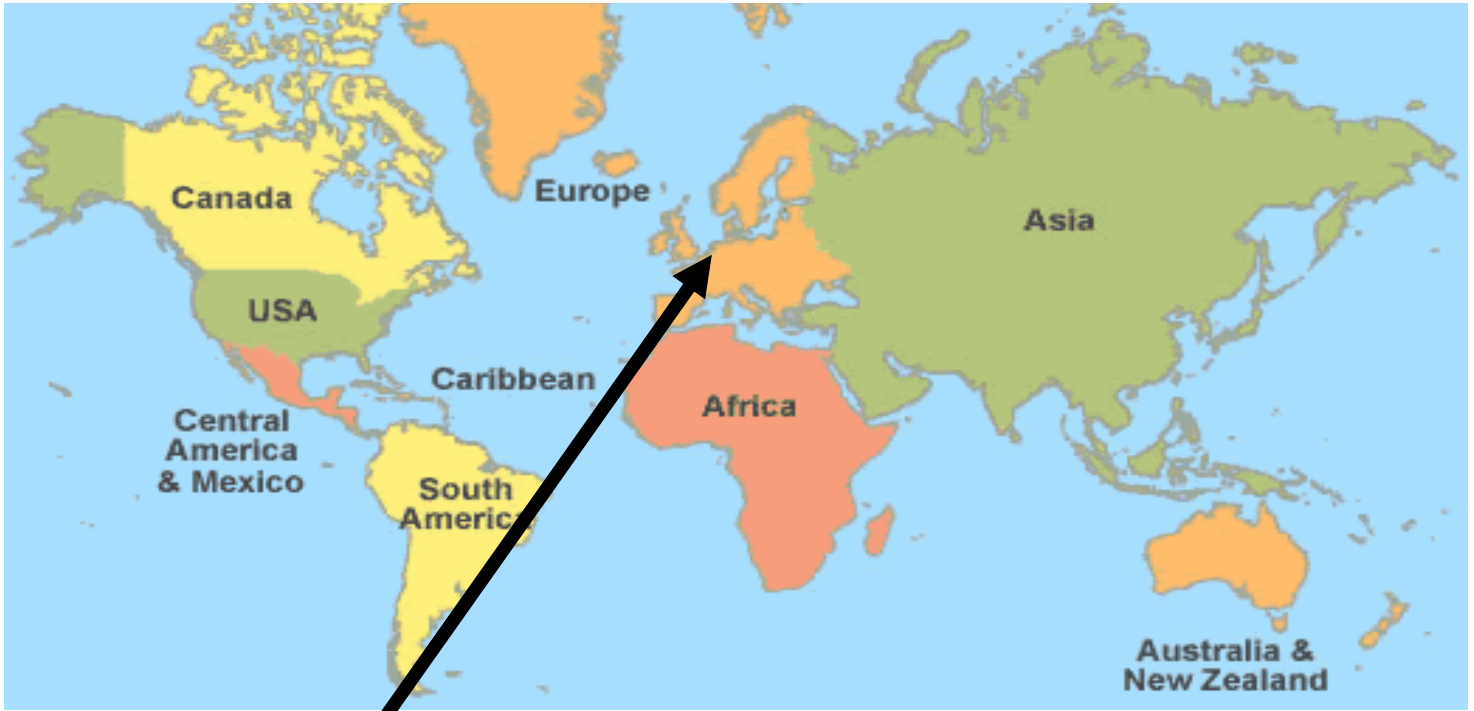 Europe
Canada
Asia
USA
Caribbean
Africa
Central
America
& Mexico
South
America
Australia &
New Zealand